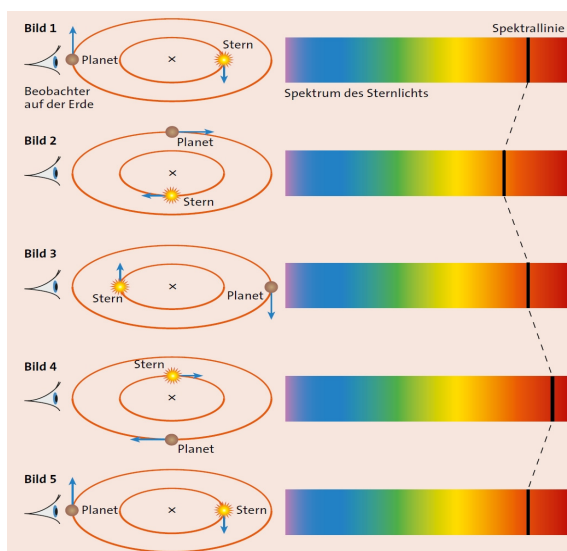 Bild 1
Stern
Spektrallinie
Planet
Beobachter
auf der Erde
Spektrum des Sternlichts
Bild 2
Planet
Stern
Bild 3
Stern
Planet
Bild 4
Stern
Planet
Bild 5
Planet
Stern